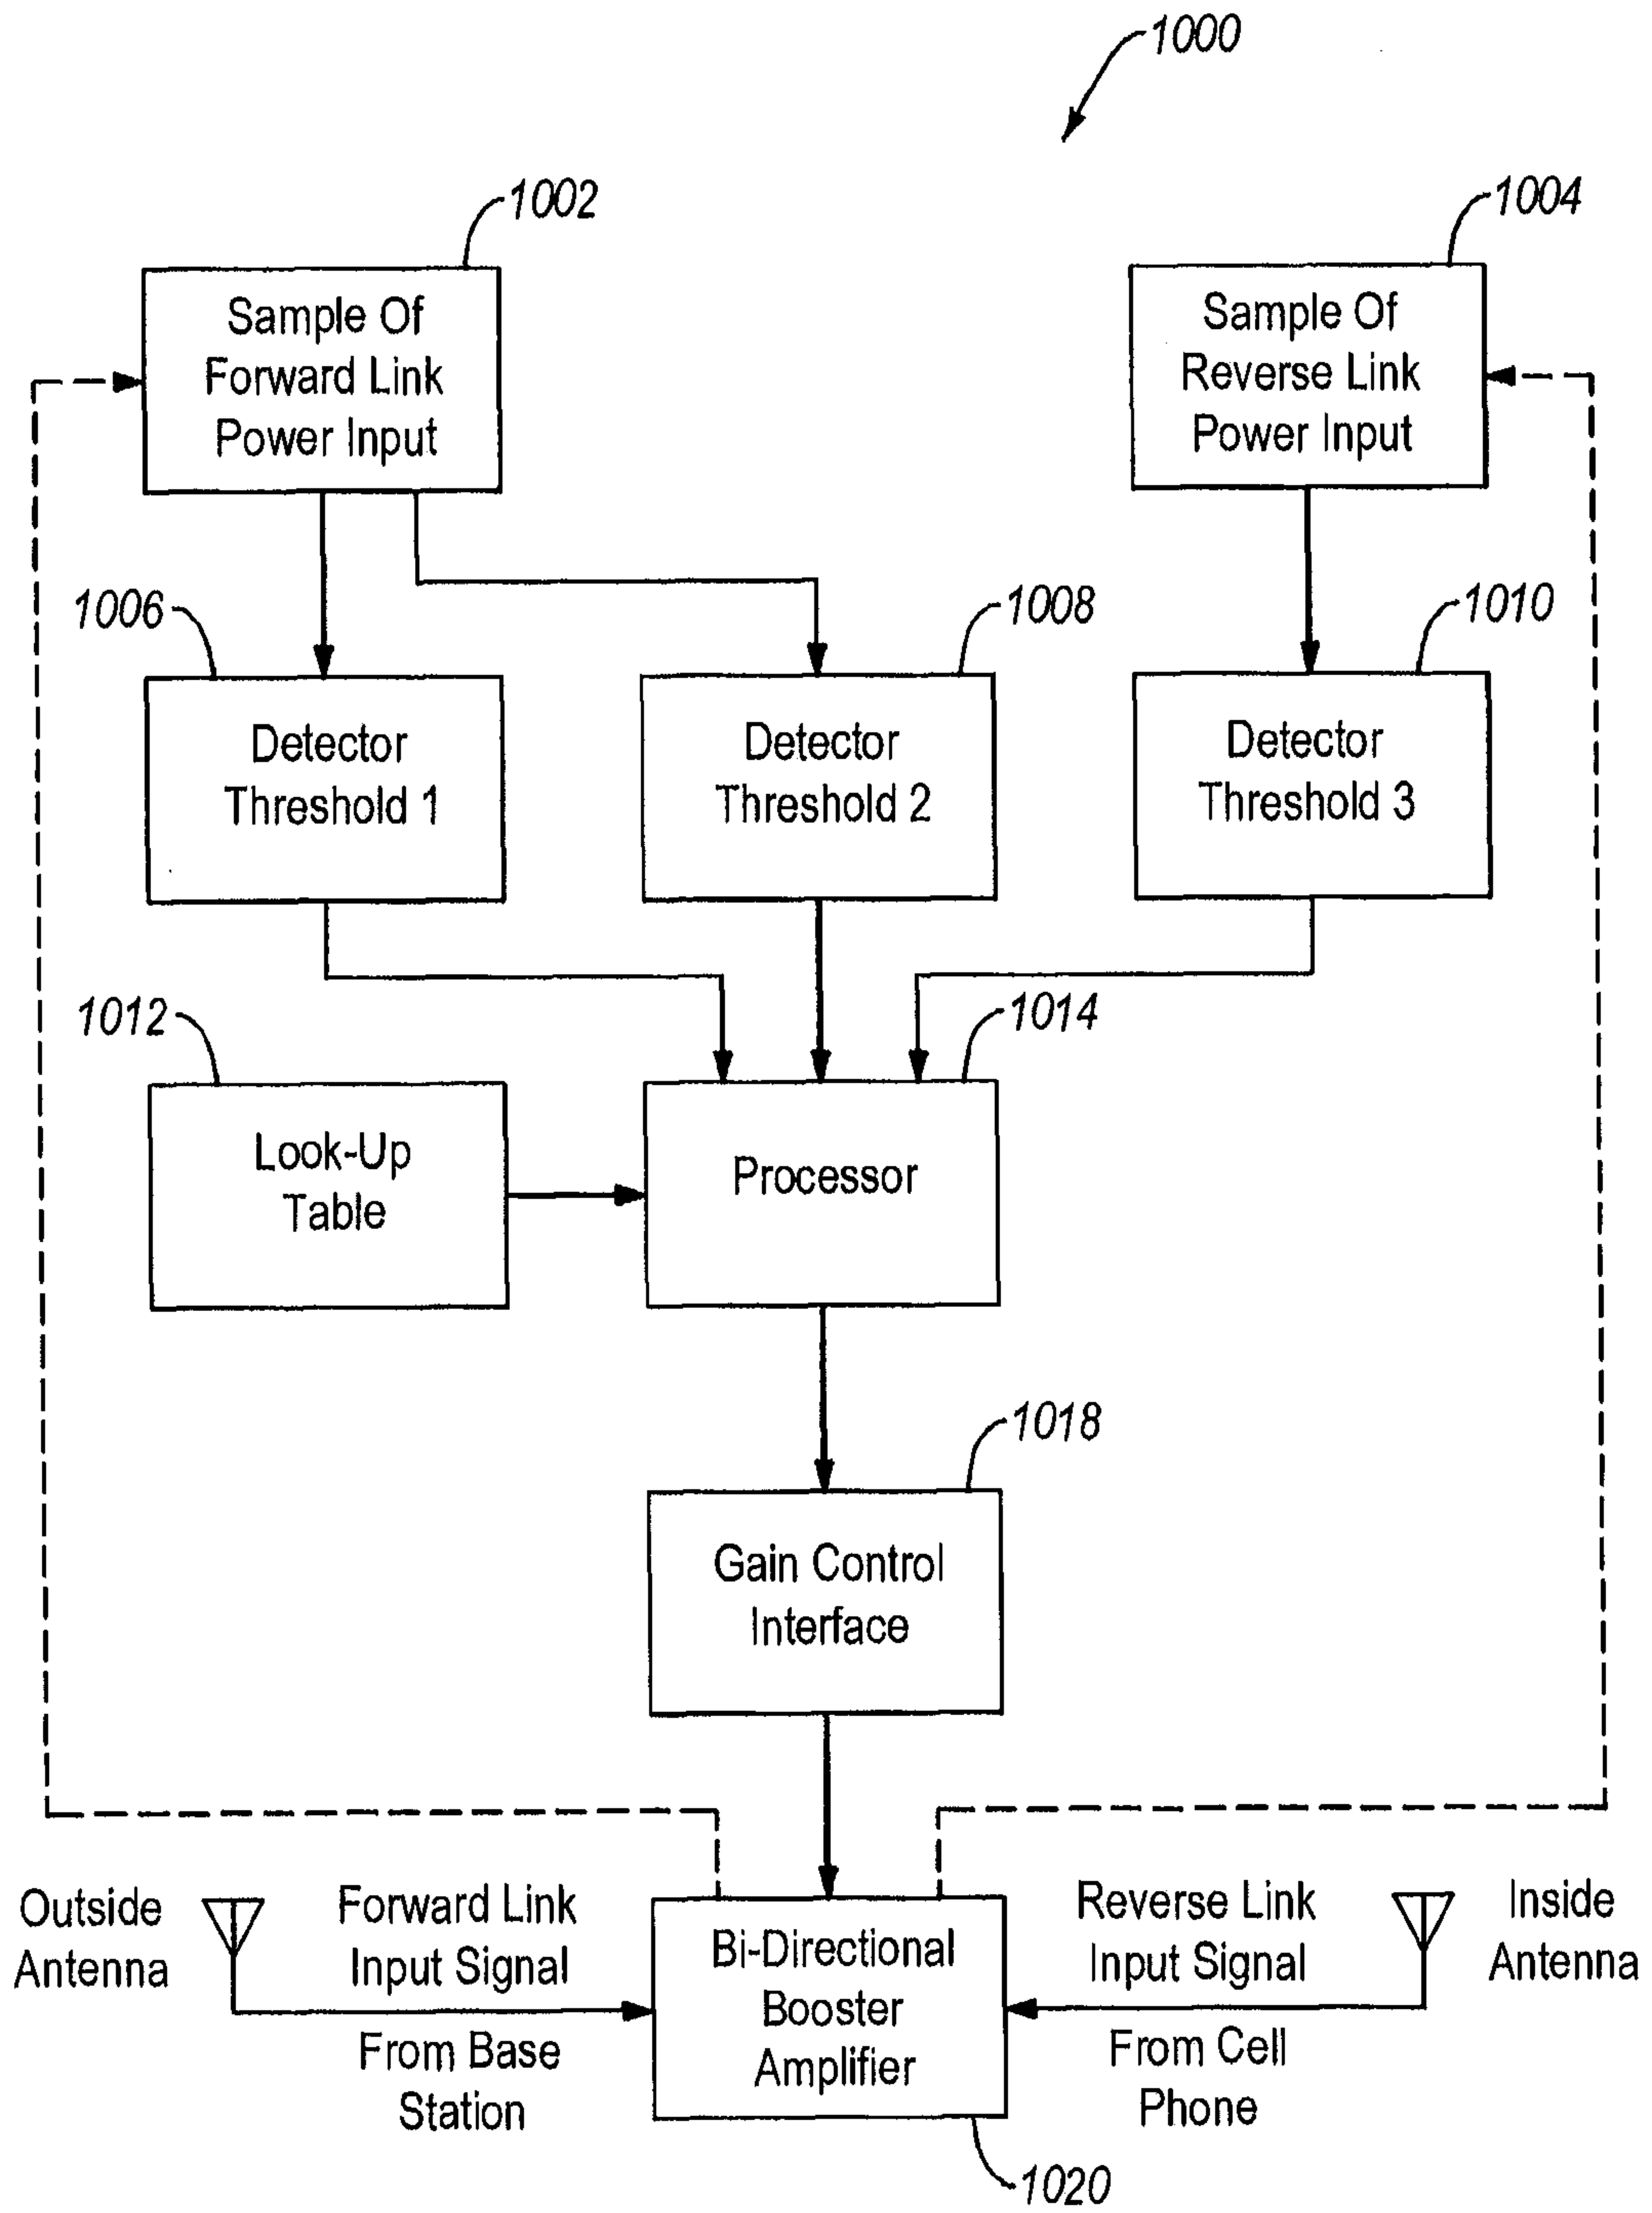 1000
1002
1004
Sample Of
Forward Link
Power Input
Sample Of
Reverse Link
Power Input
1006
1008
1010
Detector
Threshold 1
Detector
Threshold 2
Detector
Threshold 3
1012
1014
Look-Up
Table
Processor
1018
Gain Control
Interface
Outside
Antenna
Forward Link
Input Signal
From Base
Station
Bi-Directional
Booster
Amplifier
Reverse Link
Input Signal
From Cell
Phone
Inside
Antenna
1020